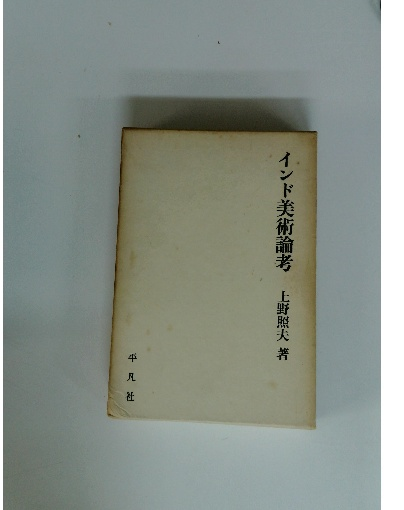 インド美術論考
上野照夫 著
平凡社